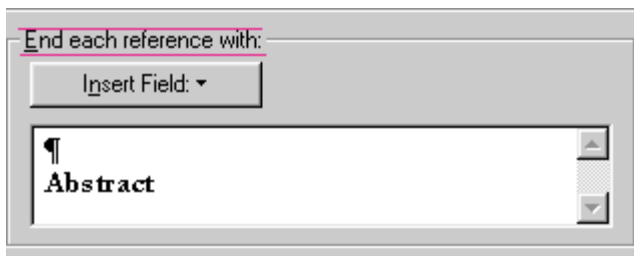 End each reference with:
Insert Field:
¶
Abstract